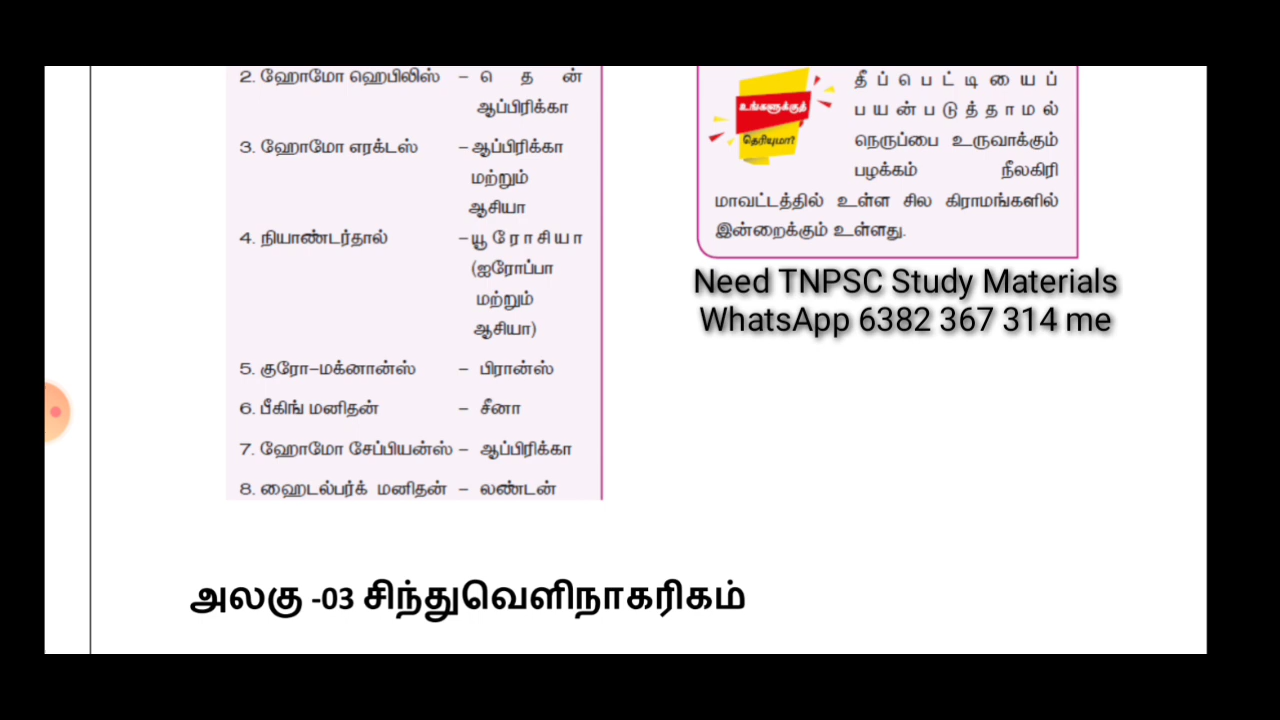 2. ஹோமோ ஹெபிலிஸ் – தென்
ஆப்பிரிக்கா
3. ஹோமோ எரக்டஸ் – ஆப்பிரிக்கா
மற்றும்
ஆசியா
4. நியாண்டர்தால் – யூரோசியா
(ஐரோப்பா
மற்றும்
ஆசியா)
5. குரோ–மக்னான்ஸ் – பிரான்ஸ்
6. பீகிங் மனிதன் – சீனா
7. ஹோமோ சேப்பியன்ஸ் – ஆப்பிரிக்கா
8. ஹைடல்பர்க் மனிதன் – லண்டன்
உங்களுக்குத்
தெரியுமா?
தீப்பெட்டியைப்
பயன்படுத்தாமல்
நெருப்பை உருவாக்கும்
பழக்கம் நீலகிரி
மாவட்டத்தில் உள்ள சில கிராமங்களில்
இன்றைக்கும் உள்ளது.
Need TNPSC Study Materials
WhatsApp 6382 367 314 me
அலகு -03 சிந்துவெளிநாகரிகம்